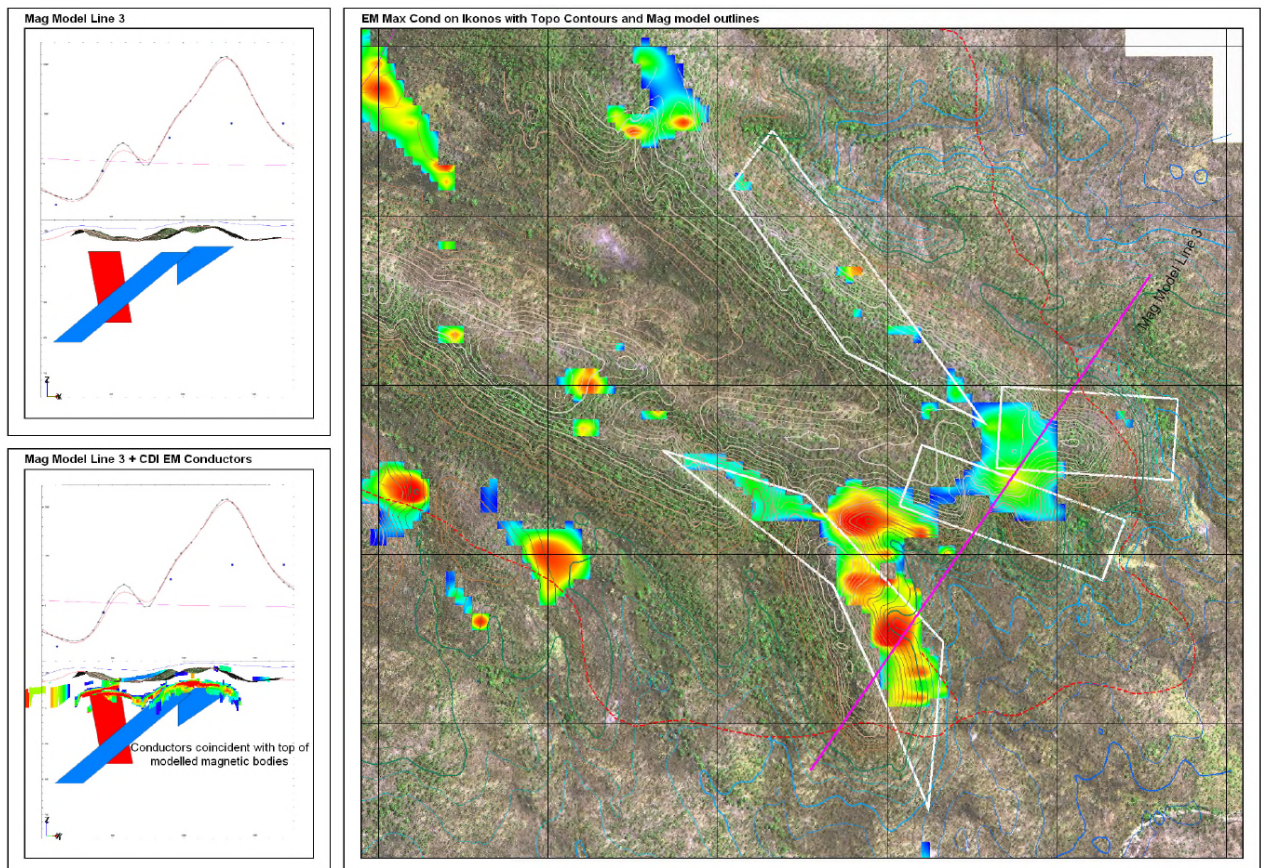 Mag Model Line 3
EM Max Cond on Ikonos with Topo Contours and Mag model outlines
Mag Model Line 3
Mag Model Line 3 + CDI EM Conductors
Conductors coincident with top of
modelled magnetic bodies